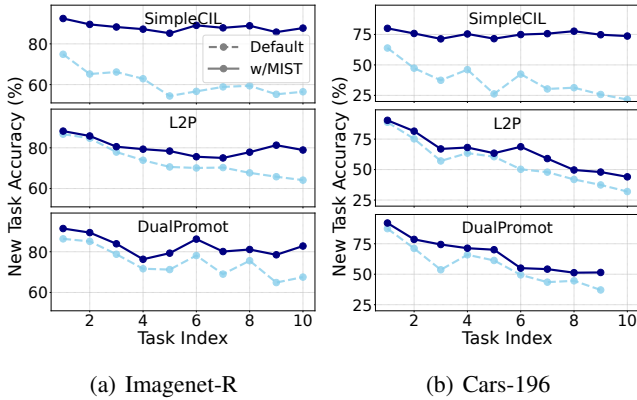 SimpleCIL
Default
w/MIST
80
60
L2P
80
60
DualPromot
80
60
2 4 6 8 10
Task Index
New Task Accuracy (%)
(a) Imagenet-R
SimpleCIL
75
50
25
L2P
75
50
25
DualPromot
75
50
25
2 4 6 8 10
Task Index
New Task Accuracy (%)
(b) Cars-196